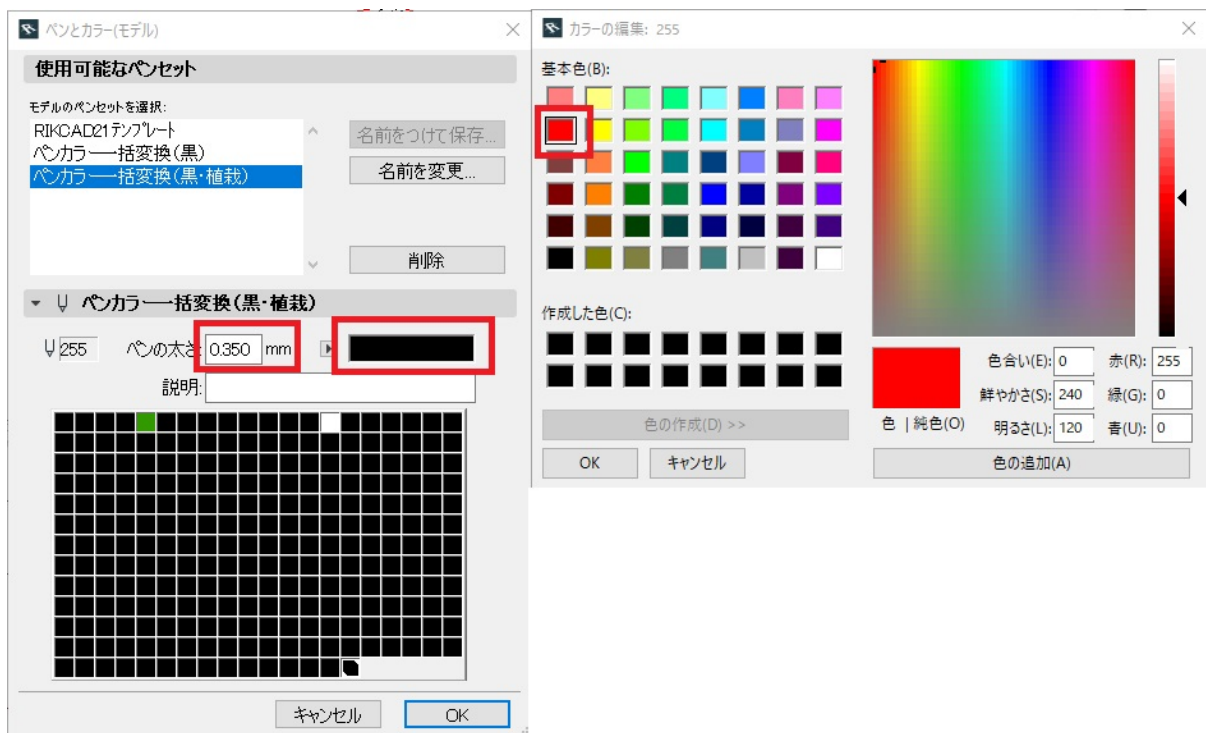 ペンとカラー(モデル)
使用可能なペンセット
モデルのペンセットを選択:
RIKCAD21テンプレート
ペンカラー一括変換(黒)
ペンカラー一括変換(黒・植栽)
名前をつけて保存...
名前を変更...
削除
ペンカラー一括変換(黒・植栽)
255 ペンの太さ: 0.350 mm
説明:
キャンセル OK
カラーの編集: 255
基本色(B):
作成した色(C):
色の作成(D) >>
OK キャンセル
色 | 純色(O)
色合い(E): 0 赤(R): 255
鮮やかさ(S): 240 緑(G): 0
明るさ(L): 120 青(U): 0
色の追加(A)